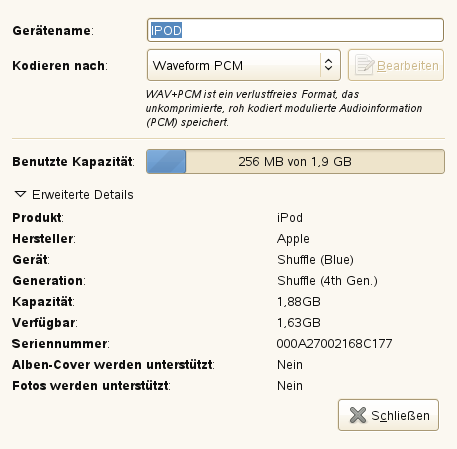 Gerätename: IPOD
Kodieren nach: Waveform PCM Bearbeiten
WAV+PCM ist ein verlustfreies Format, das
unkomprimierte, roh kodiert modulierte Audioinformation
(PCM) speichert.
Benutzte Kapazität: 256 MB von 1,9 GB
Erweiterte Details
Produkt: iPod
Hersteller: Apple
Gerät: Shuffle (Blue)
Generation: Shuffle (4th Gen.)
Kapazität: 1,88GB
Verfügbar: 1,63GB
Seriennummer: 000A27002168C177
Alben-Cover werden unterstützt: Nein
Fotos werden unterstützt: Nein
Schließen